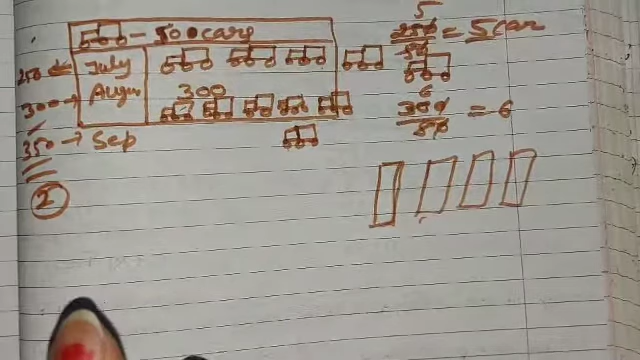 - 50 cars
250 ← July
300 → Augu 300
350 → Sep
2
5
250 = 5 car
50
6
300 = 6
50